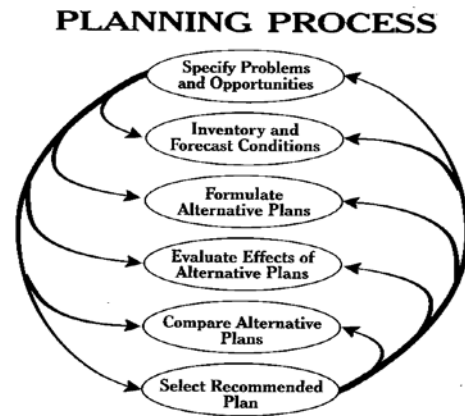 PLANNING PROCESS
Specify Problems
and Opportunities
Inventory and
Forecast Conditions
Formulate
Alternative Plans
Evaluate Effects of
Alternative Plans
Compare Alternative
Plans
Select Recommended
Plan